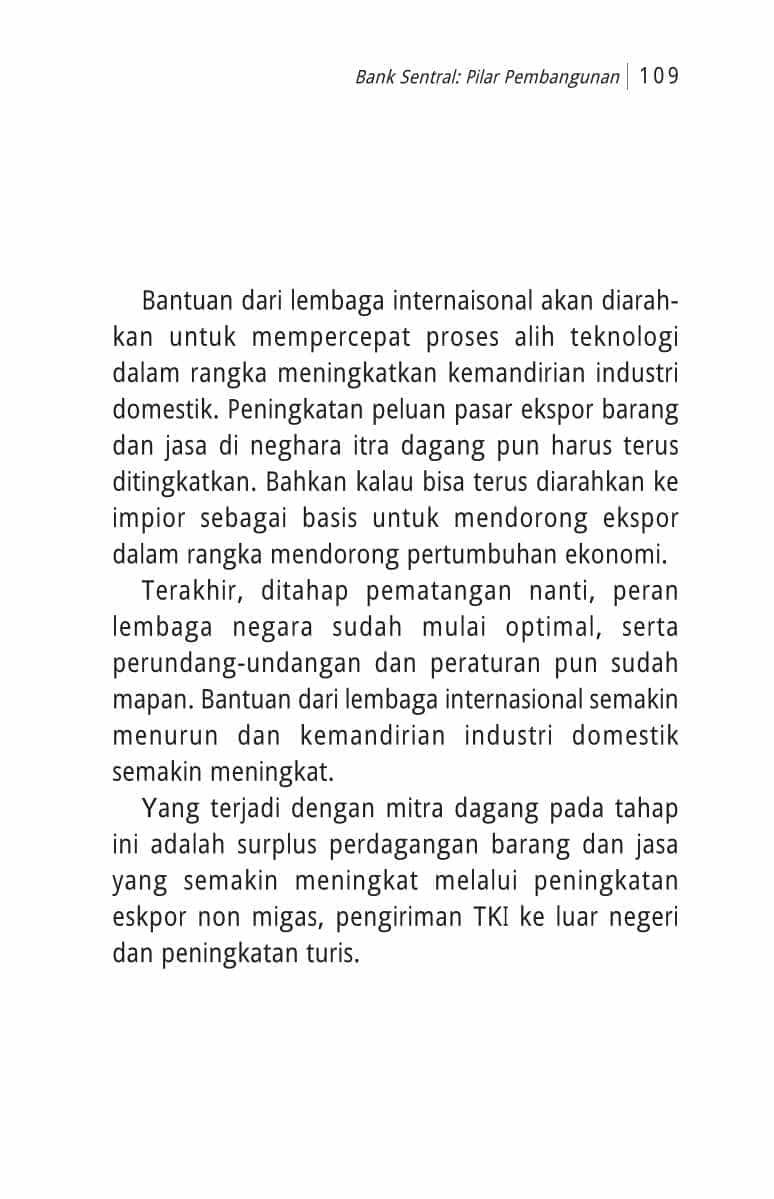 Bank Sentral: Pilar Pembangunan | 109
Bantuan dari lembaga internaisonal akan diarah-
kan untuk mempercepat proses alih teknologi
dalam rangka meningkatkan kemandirian industri
domestik. Peningkatan peluan pasar ekspor barang
dan jasa di neghara itra dagang pun harus terus
ditingkatkan. Bahkan kalau bisa terus diarahkan ke
impior sebagai basis untuk mendorong ekspor
dalam rangka mendorong pertumbuhan ekonomi.
Terakhir, ditahap pematangan nanti, peran
lembaga negara sudah mulai optimal, serta
perundang-undangan dan peraturan pun sudah
mapan. Bantuan dari lembaga internasional semakin
menurun dan kemandirian industri domestik
semakin meningkat.
Yang terjadi dengan mitra dagang pada tahap
ini adalah surplus perdagangan barang dan jasa
yang semakin meningkat melalui peningkatan
eskpor non migas, pengiriman TKI ke luar negeri
dan peningkatan turis.